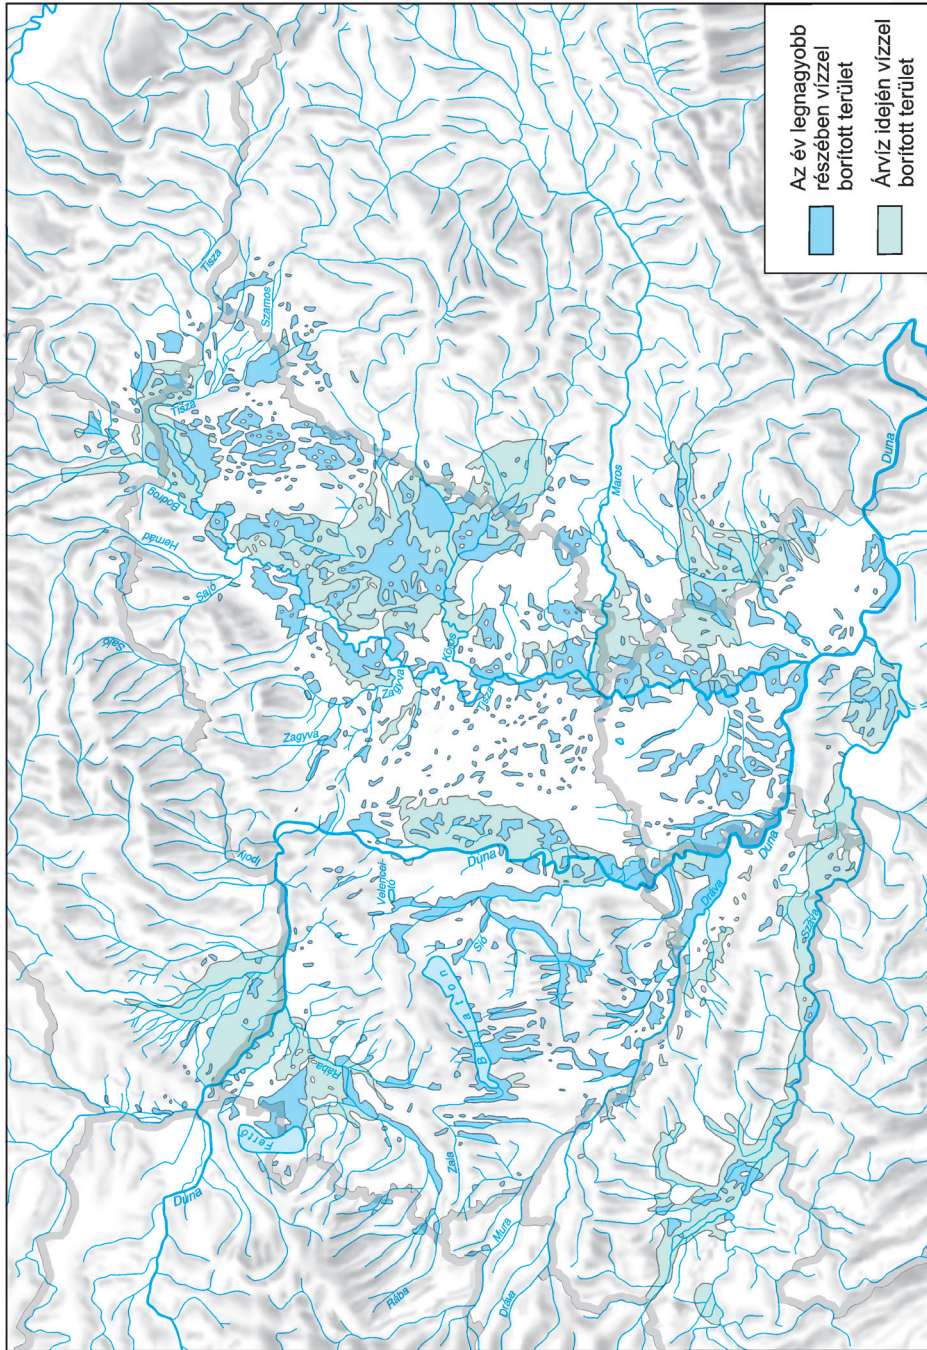 Az év legnagyobb
részében vízzel
borított terület
Árvíz idején vízzel
borított terület
Duna
Rába
Mura
Dráva
Zala
Fertő
Rába
Balaton
Sió
Velencei-
tó
Duna
Ipoly
Dráva
Duna
Száva
Zagyva
Zagyva
Tisza
Körös
Sajó
Sajó
Hernád
Bodrog
Tisza
Szamos
Tisza
Maros
Duna